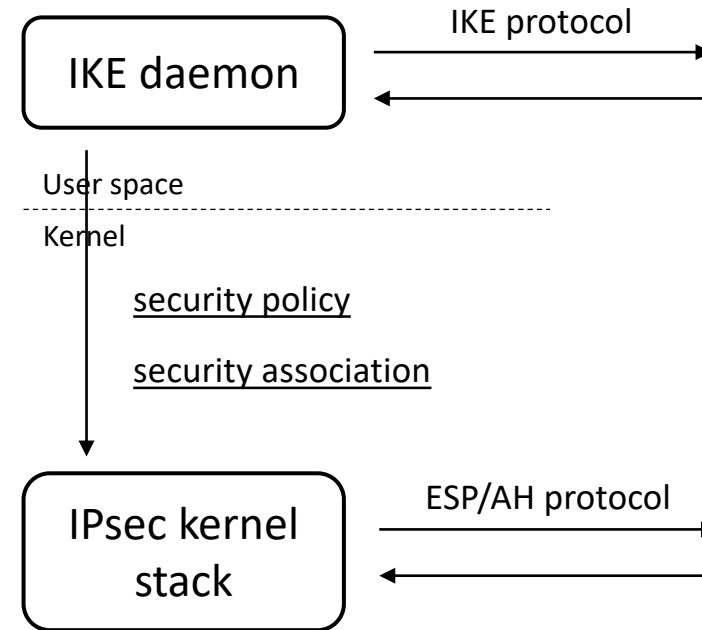 IKE protocol
IKE daemon
User space
Kernel
security policy
security association
ESP/AH protocol
IPsec kernel
stack